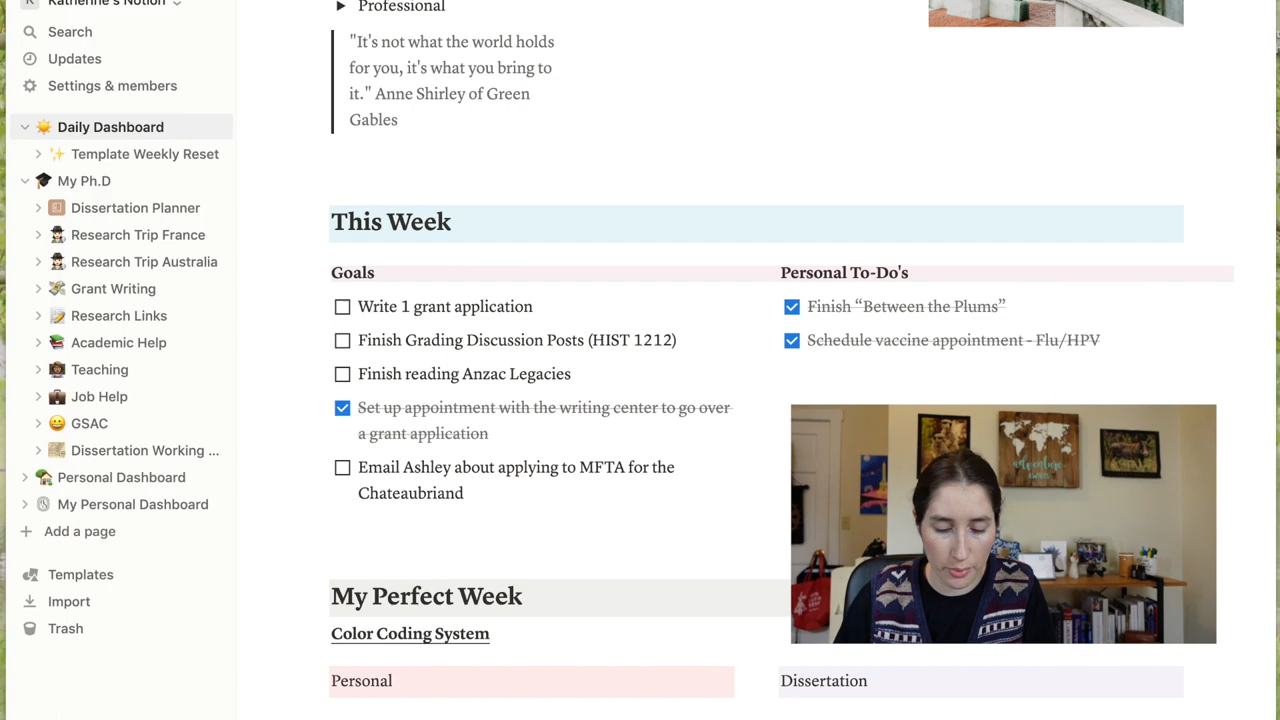 Katherine's Notion
Search
Updates
Settings & members
Daily Dashboard
Template Weekly Reset
My Ph.D
Dissertation Planner
Research Trip France
Research Trip Australia
Grant Writing
Research Links
Academic Help
Teaching
Job Help
GSAC
Dissertation Working ...
Personal Dashboard
My Personal Dashboard
Add a page
Templates
Import
Trash
Professional
"It's not what the world holds
for you, it's what you bring to
it." Anne Shirley of Green
Gables
This Week
Goals
Write 1 grant application
Finish Grading Discussion Posts (HIST 1212)
Finish reading Anzac Legacies
Set up appointment with the writing center to go over
a grant application
Email Ashley about applying to MFTA for the
Chateaubriand
Personal To-Do's
Finish “Between the Plums”
Schedule vaccine appointment - Flu/HPV
adventure
My Perfect Week
Color Coding System
Personal
Dissertation